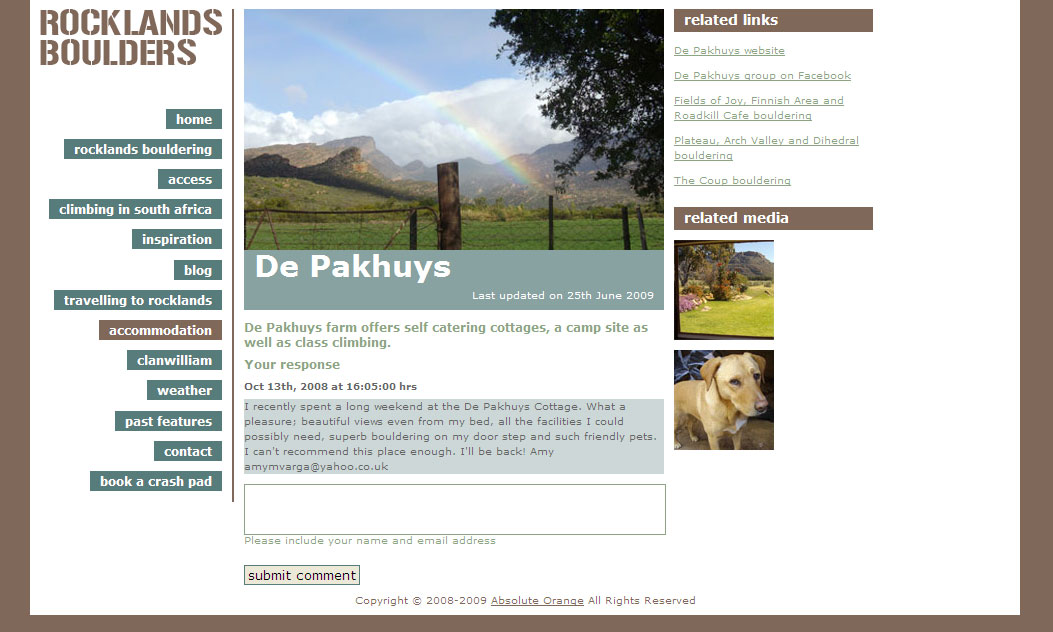 ROCKLANDS
BOULDERS
home
rocklands bouldering
access
climbing in south africa
inspiration
blog
travelling to rocklands
accommodation
clanwilliam
weather
past features
contact
book a crash pad
De Pakhuys
Last updated on 25th June 2009
De Pakhuys farm offers self catering cottages, a camp site as
well as class climbing.
Your response
Oct 13th, 2008 at 16:05:00 hrs
I recently spent a long weekend at the De Pakhuys Cottage. What a
pleasure; beautiful views even from my bed, all the facilities I could
possibly need, superb bouldering on my door step and such friendly pets.
I can't recommend this place enough. I'll be back! Amy
amymvarga@yahoo.co.uk
Please include your name and email address
submit comment
related links
De Pakhuys website
De Pakhuys group on Facebook
Fields of Joy, Finnish Area and
Roadkill Cafe bouldering
Plateau, Arch Valley and Dihedral
bouldering
The Coup bouldering
related media
Copyright © 2008-2009 Absolute Orange All Rights Reserved